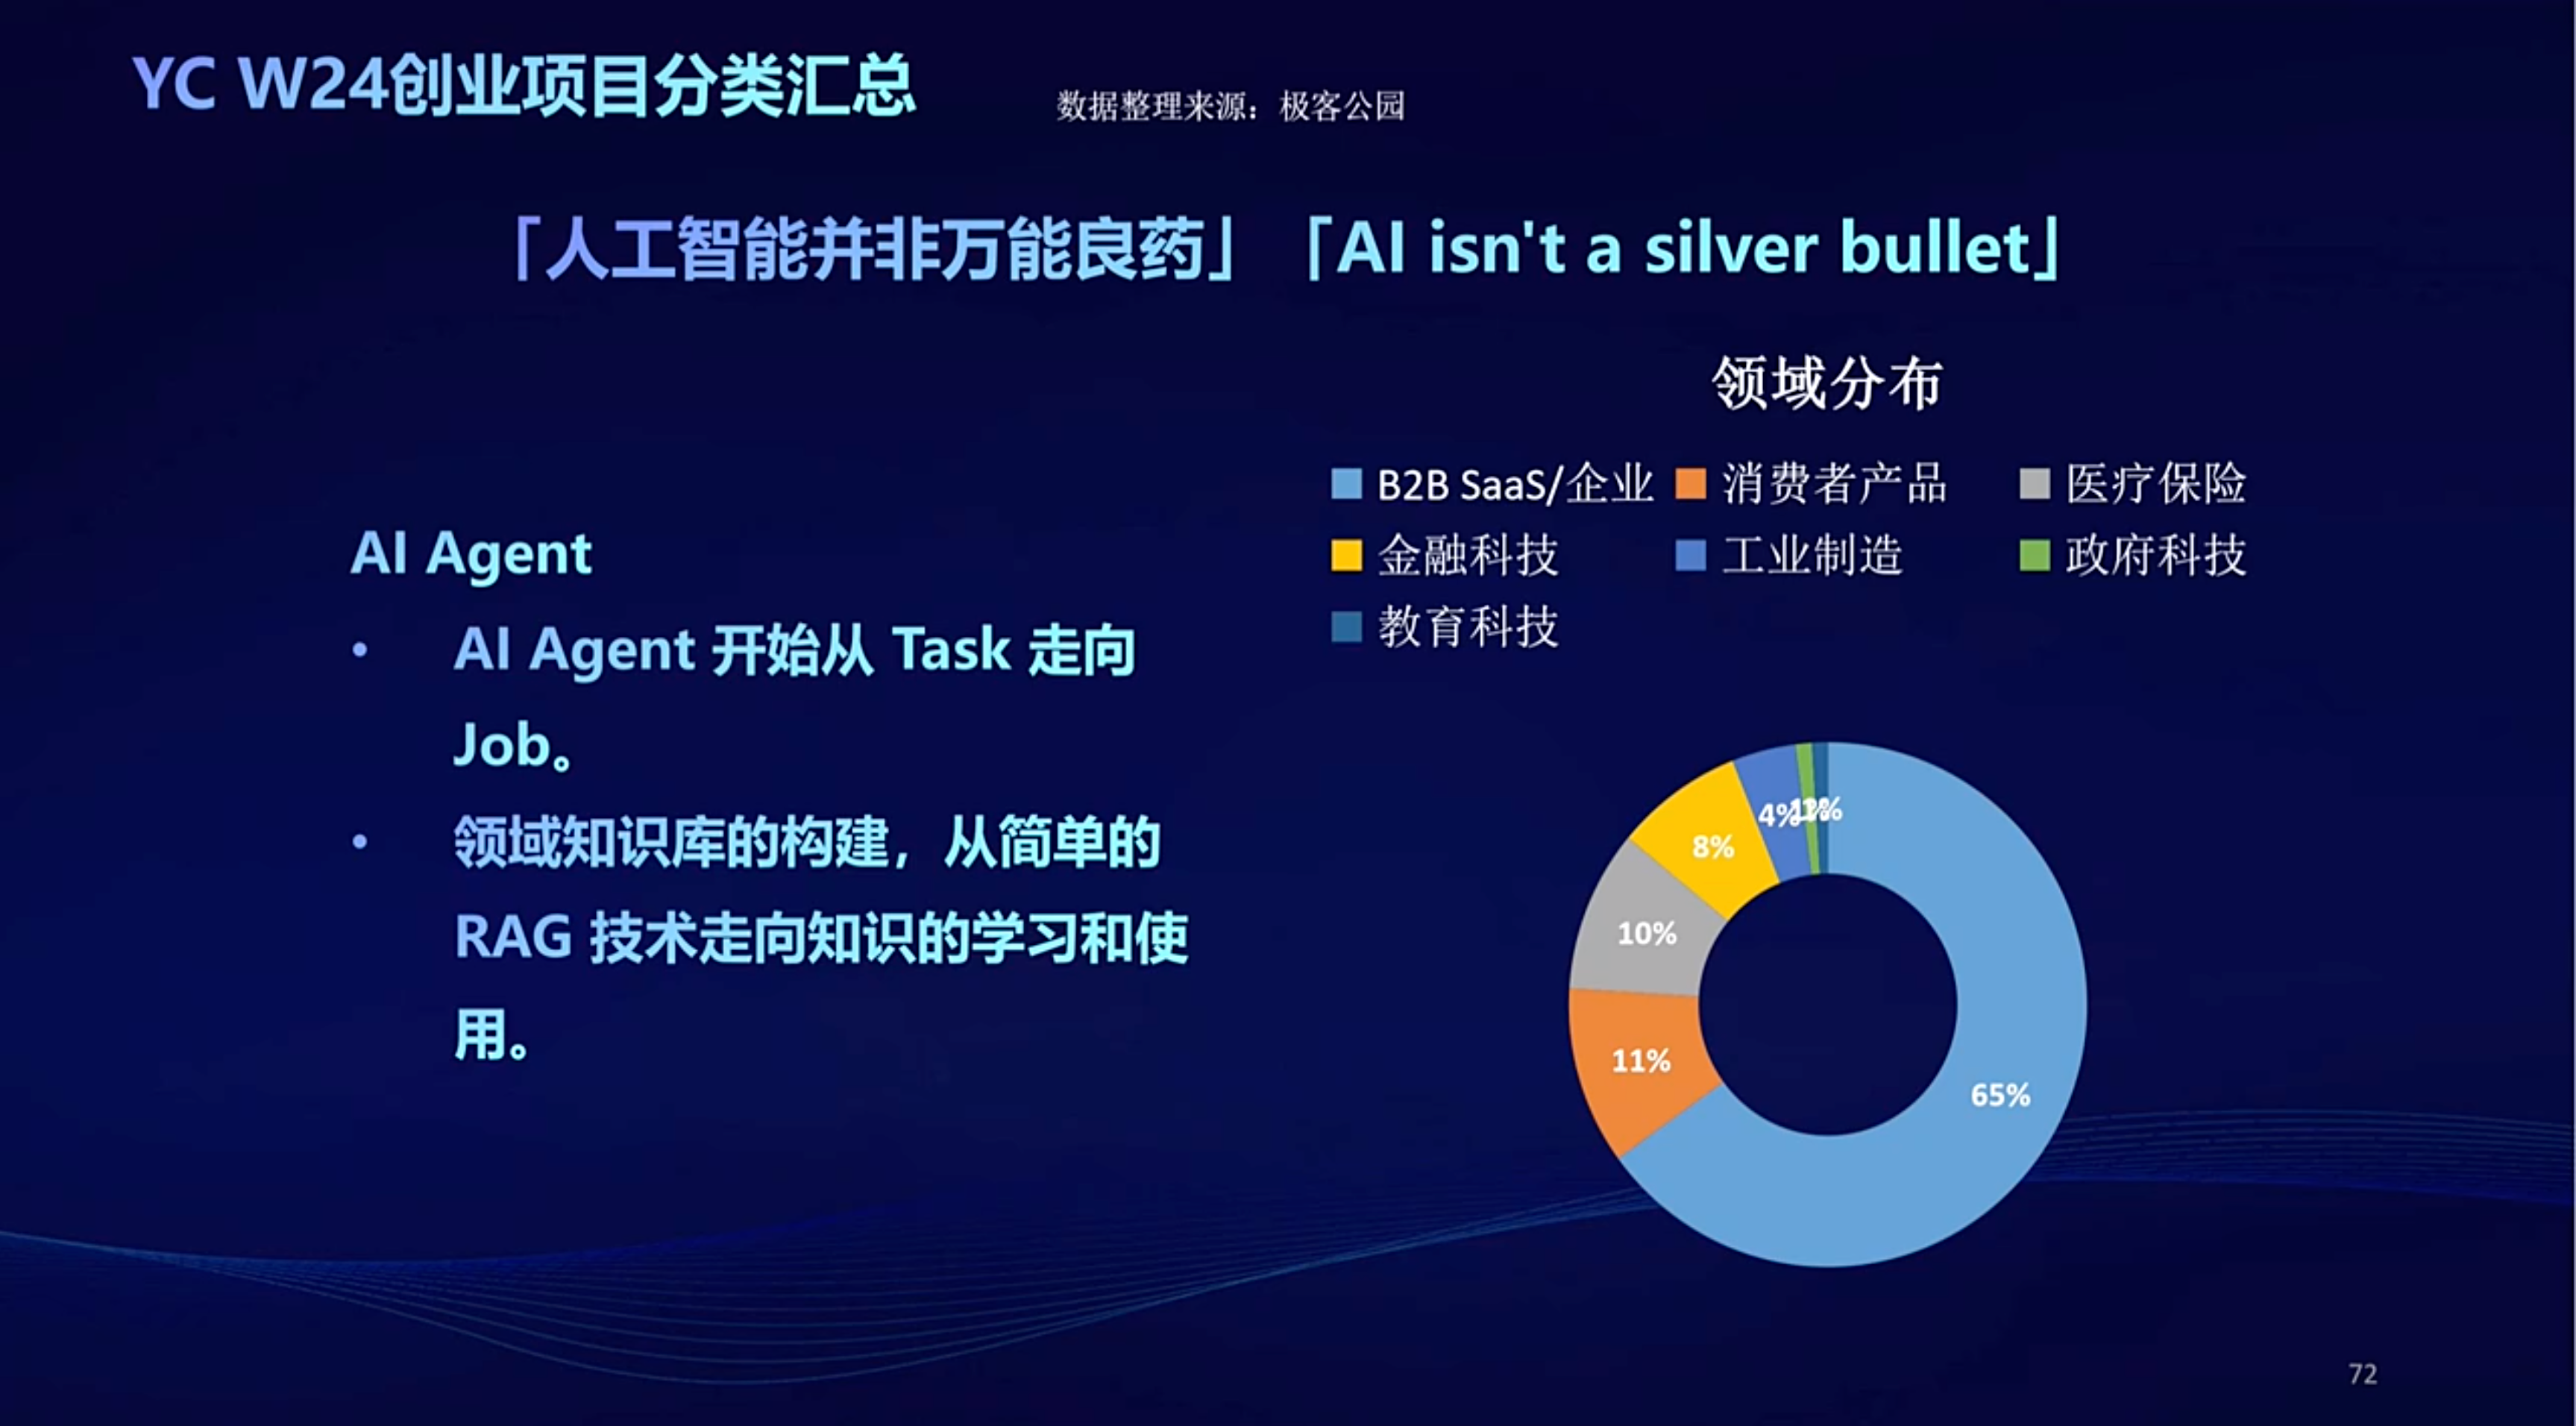 YC W24创业项目分类汇总
数据整理来源：极客公园
「人工智能并非万能良药」「AI isn't a silver bullet」
AI Agent
• AI Agent 开始从 Task 走向
Job。
• 领域知识库的构建，从简单的
RAG 技术走向知识的学习和使
用。
领域分布
B2B SaaS/企业 消费者产品 医疗保险
金融科技 工业制造 政府科技
教育科技
4% 1% 1%
8%
10%
11%
65%
72